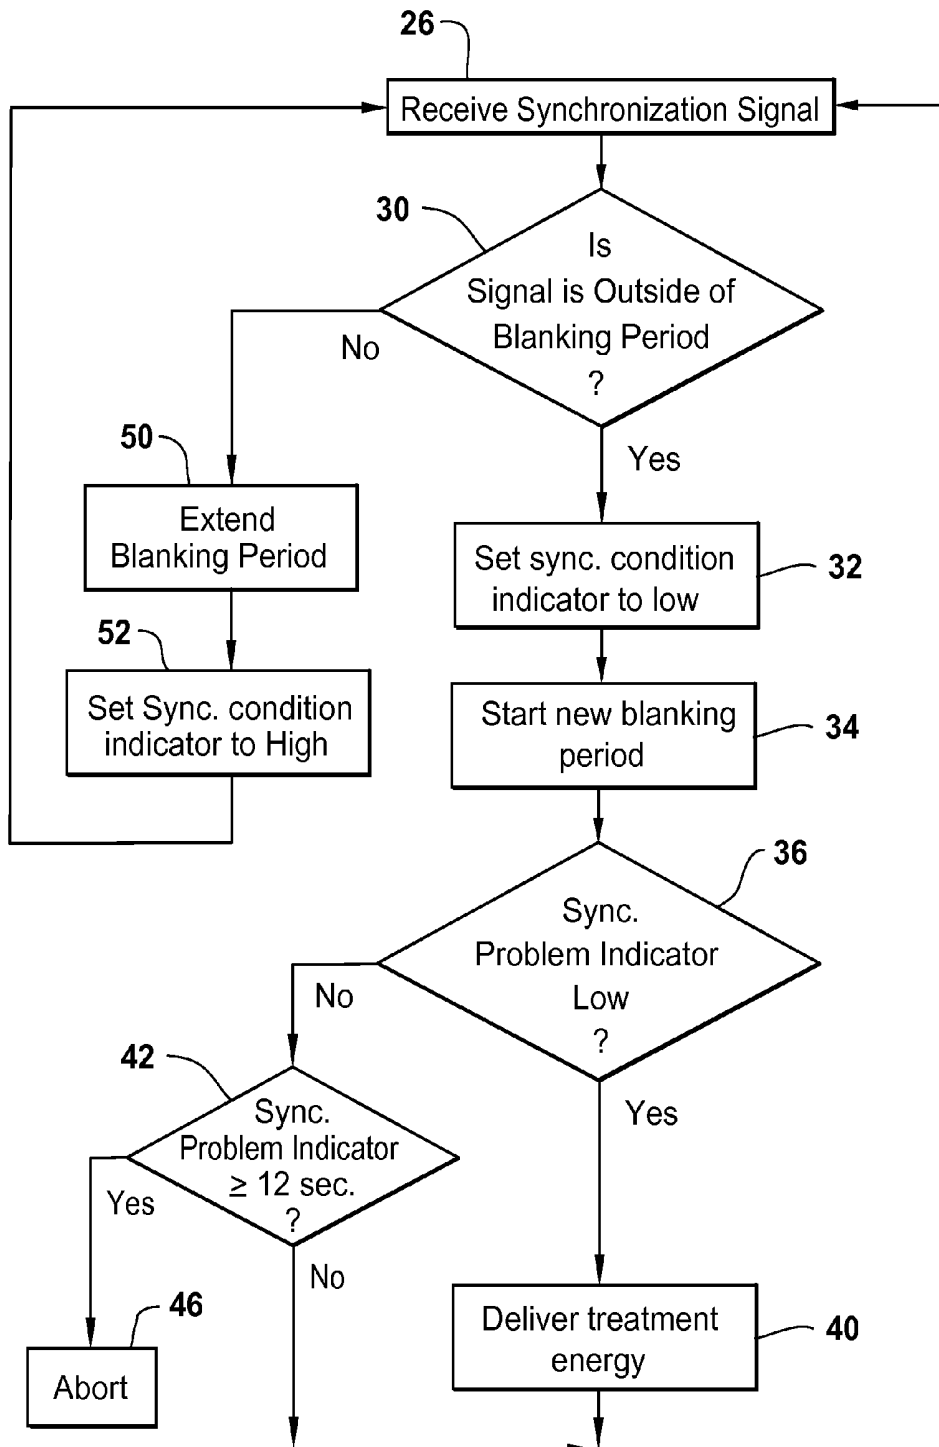 26
Receive Synchronization Signal
30
Is
Signal is Outside of
Blanking Period
?
No
Yes
50
Extend
Blanking Period
Set sync. condition
indicator to low
32
52
Set Sync. condition
indicator to High
Start new blanking
period
34
36
Sync.
Problem Indicator
Low
?
No
Yes
42
Sync.
Problem Indicator
≥ 12 sec.
?
Yes
No
46
Abort
Deliver treatment
energy
40